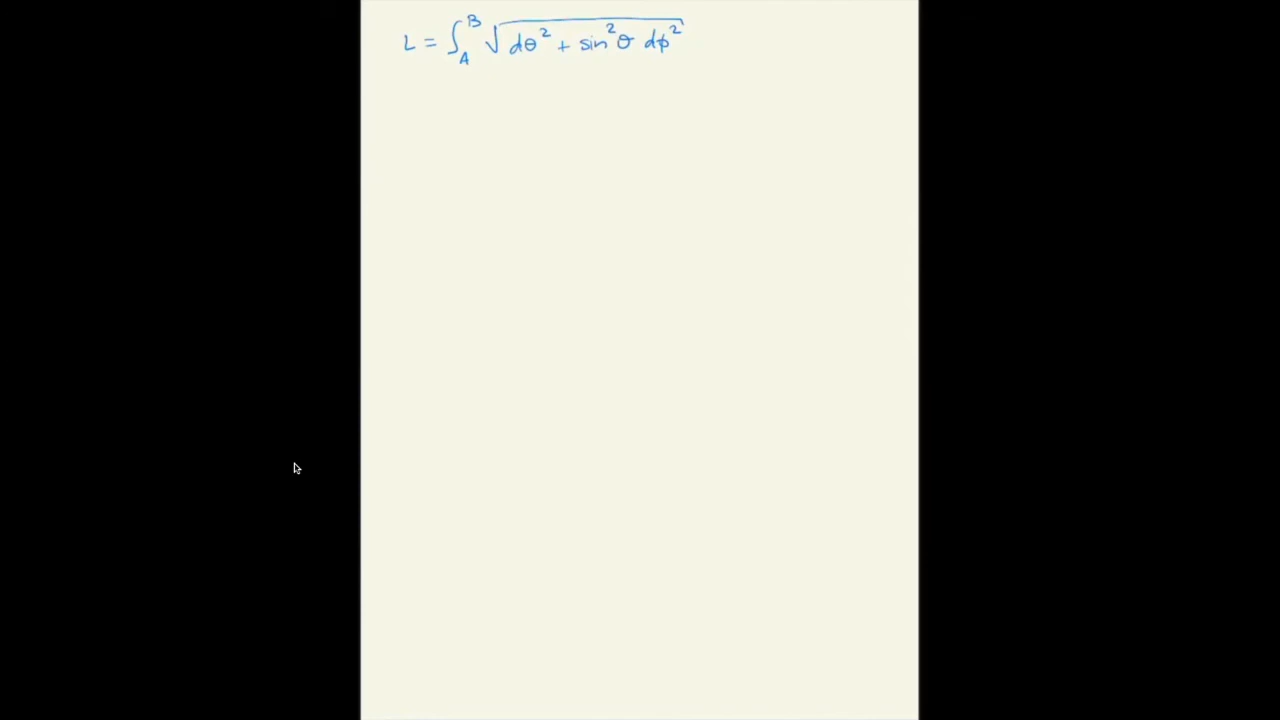 L = ∫_A^B √(dθ² + sin²θ dϕ²)